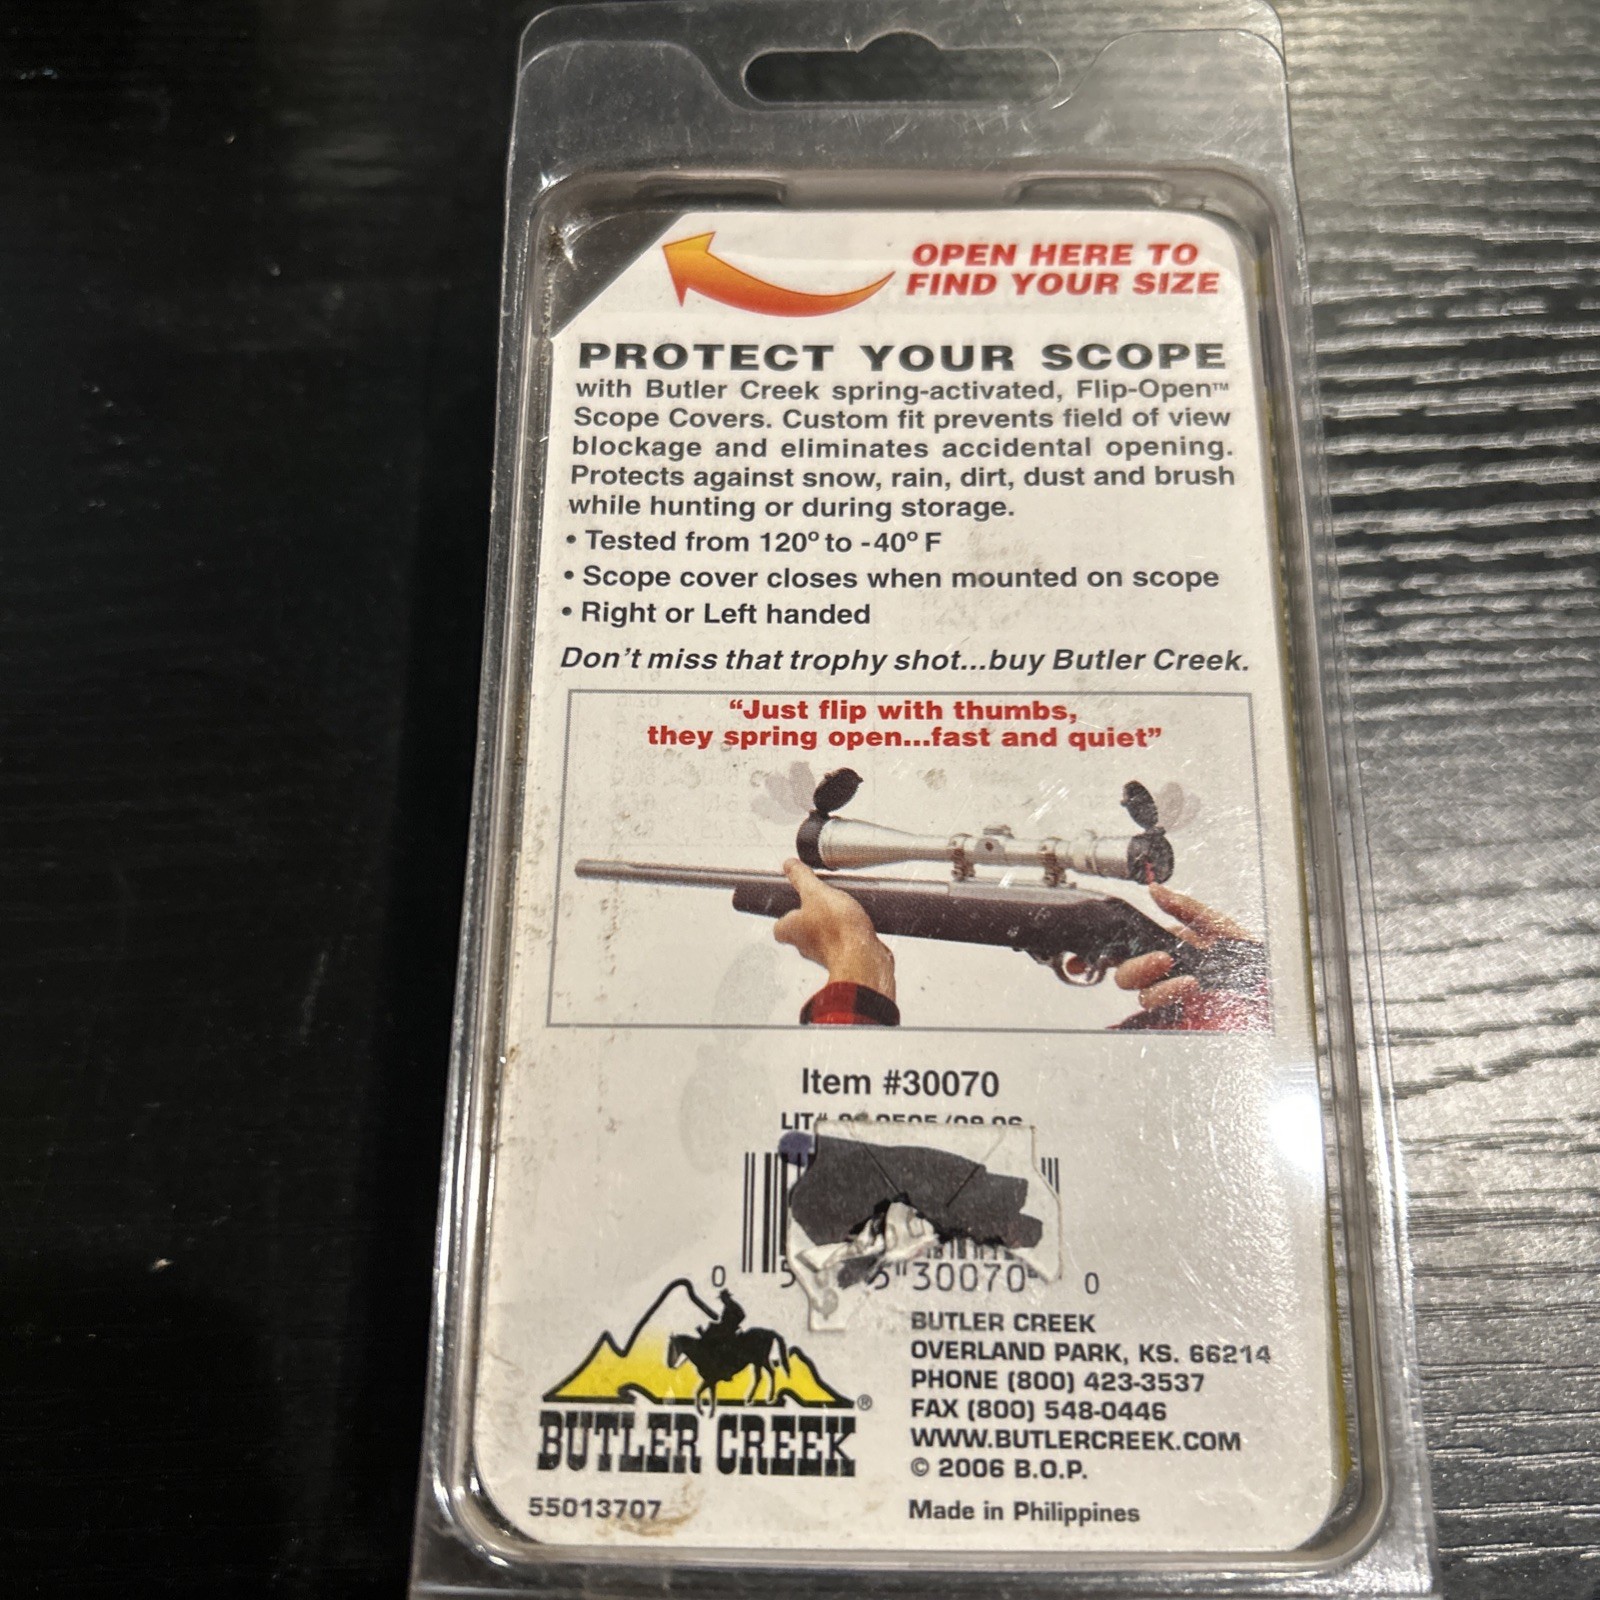 OPEN HERE TO
FIND YOUR SIZE
PROTECT YOUR SCOPE
with Butler Creek spring-activated, Flip-Open™
Scope Covers. Custom fit prevents field of view
blockage and eliminates accidental opening.
Protects against snow, rain, dirt, dust and brush
while hunting or during storage.
• Tested from 120° to -40° F
• Scope cover closes when mounted on scope
• Right or Left handed
Don't miss that trophy shot...buy Butler Creek.
“Just flip with thumbs,
they spring open...fast and quiet”
Item #30070
LIT#
0 30070 0
BUTLER CREEK®
55013707
BUTLER CREEK
OVERLAND PARK, KS. 66214
PHONE (800) 423-3537
FAX (800) 548-0446
WWW.BUTLERCREEK.COM
© 2006 B.O.P.
Made in Philippines